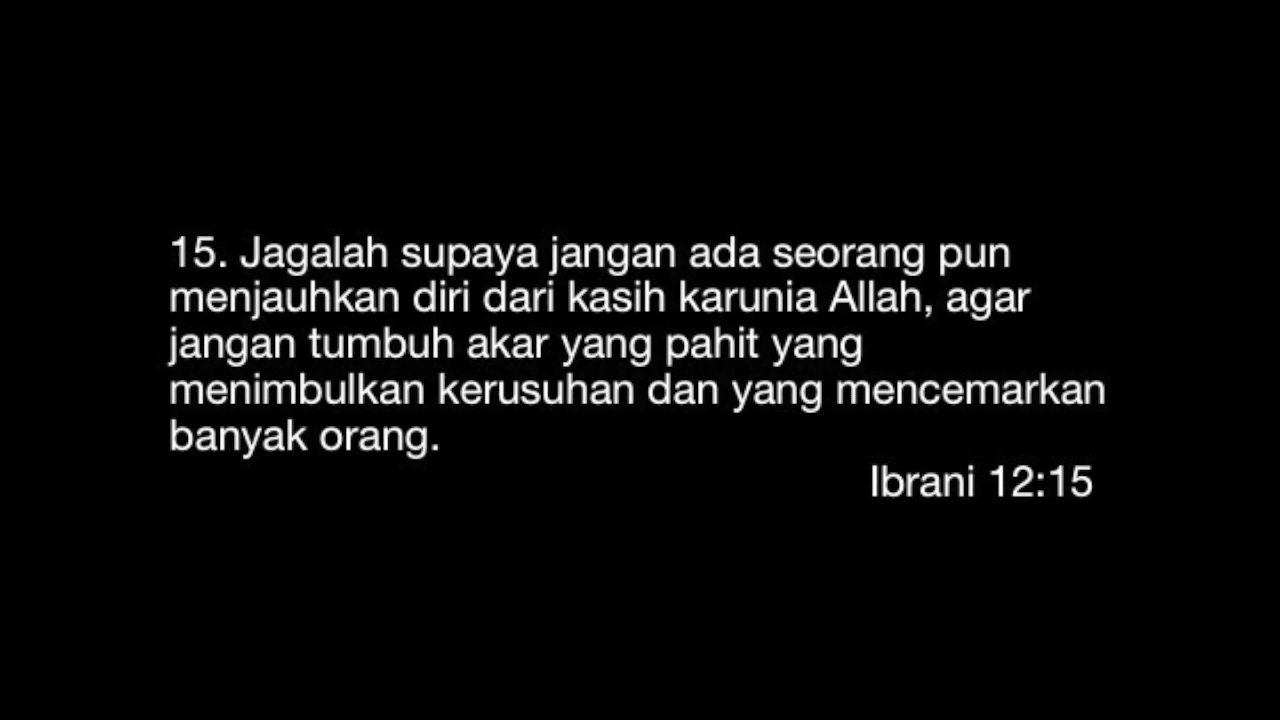 15. Jagalah supaya jangan ada seorang pun
menjauhkan diri dari kasih karunia Allah, agar
jangan tumbuh akar yang pahit yang
menimbulkan kerusuhan dan yang mencemarkan
banyak orang.
Ibrani 12:15